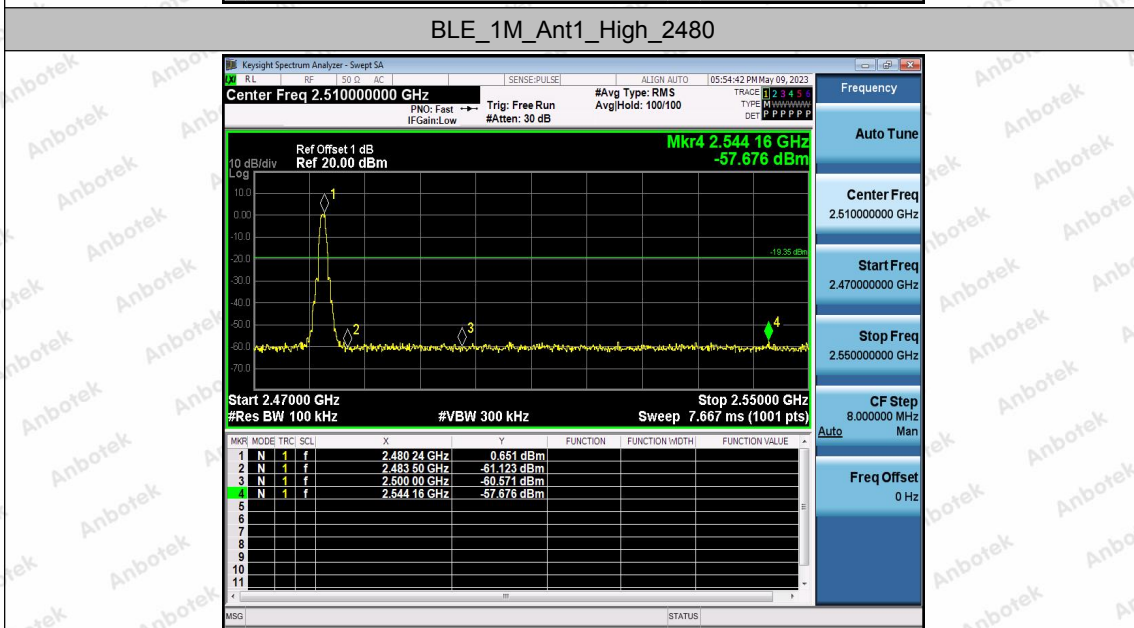 BLE_1M_Ant1_High_2480
Keysight Spectrum Analyzer - Swept SA
LXI RL RF 50 Ω AC SENSE:PULSE ALIGN AUTO 05:54:42 PM May 09, 2023
Center Freq 2.510000000 GHz
#Avg Type: RMS
TRACE 1 2 3 4 5 6
PNO: Fast
Trig: Free Run
Avg|Hold: 100/100
TYPE M WWWWW
IFGain:Low
#Atten: 30 dB
DET P P P P P P
Frequency
Auto Tune
Mkr4 2.544 16 GHz
-57.676 dBm
Ref Offset 1 dB
10 dB/div Ref 20.00 dBm
Log
10.0
0.00
-10.0
-20.0
-30.0
-40.0
-50.0
-60.0
-70.0
1
2
3
4
-19.35 dBm
Start 2.47000 GHz
Stop 2.55000 GHz
#Res BW 100 kHz
#VBW 300 kHz
Sweep 7.667 ms (1001 pts)
Center Freq
2.510000000 GHz
Start Freq
2.470000000 GHz
Stop Freq
2.550000000 GHz
CF Step
8.000000 MHz
Auto Man
Freq Offset
0 Hz
MKR MODE TRC SCL X Y FUNCTION FUNCTION WIDTH FUNCTION VALUE
1 N 1 f 2.480 24 GHz 0.651 dBm
2 N 1 f 2.483 50 GHz -61.123 dBm
3 N 1 f 2.500 00 GHz -60.571 dBm
4 N 1 f 2.544 16 GHz -57.676 dBm
5
6
7
8
9
10
11
MSG STATUS
Anbotek